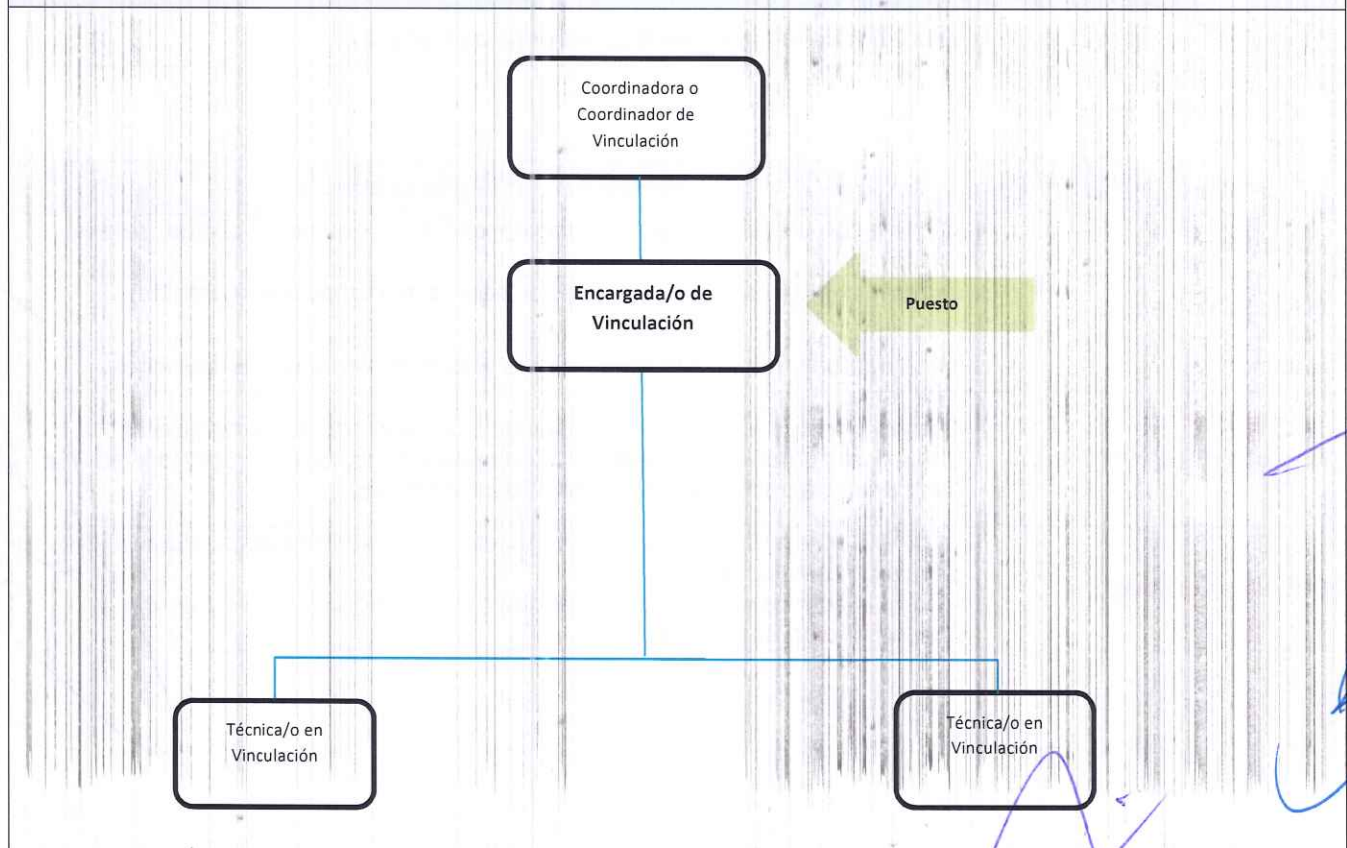 Coordinadora o
Coordinador de
Vinculación
Encargada/o de
Vinculación
Puesto
Técnica/o en
Vinculación
Técnica/o en
Vinculación